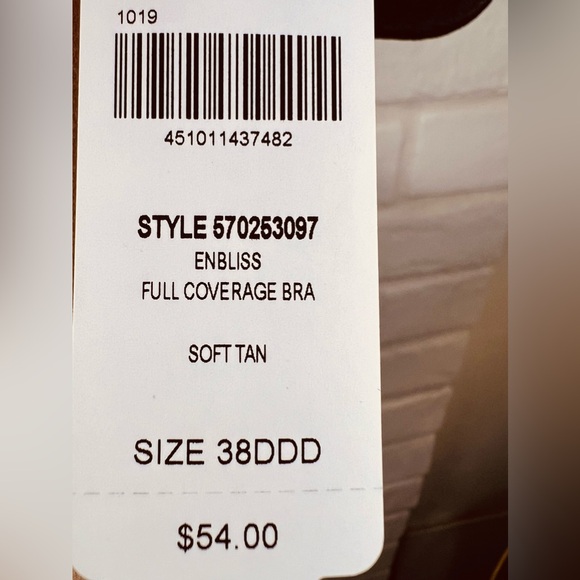 1019
451011437482
STYLE 570253097
ENBLISS
FULL COVERAGE BRA
SOFT TAN
SIZE 38DDD
$54.00